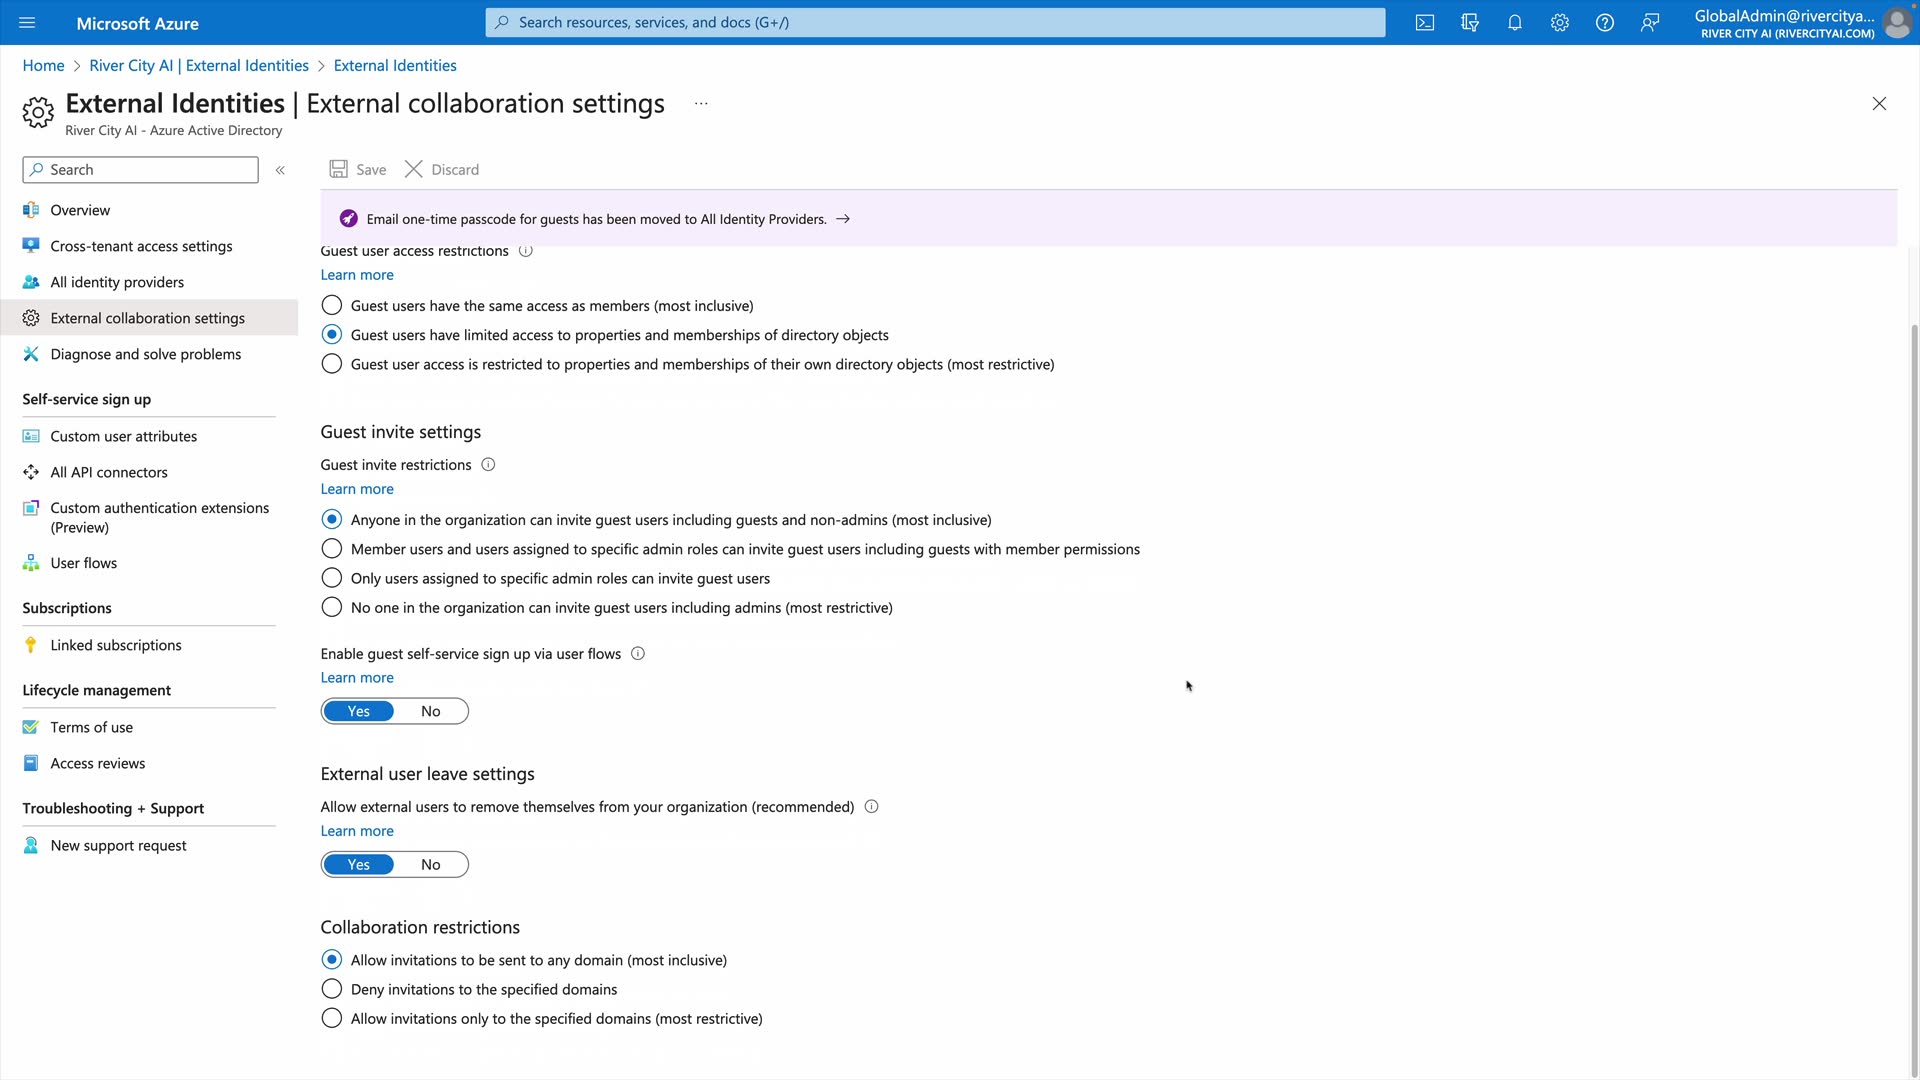 Microsoft Azure
Search resources, services, and docs (G+/)
GlobalAdmin@rivercitya...
RIVER CITY AI (RIVERCITYAI.COM)
Home > River City AI | External Identities > External Identities
External Identities | External collaboration settings ...
River City AI - Azure Active Directory
Search
«
Save
Discard
Overview
Cross-tenant access settings
All identity providers
External collaboration settings
Diagnose and solve problems
Self-service sign up
Custom user attributes
All API connectors
Custom authentication extensions
(Preview)
User flows
Subscriptions
Linked subscriptions
Lifecycle management
Terms of use
Access reviews
Troubleshooting + Support
New support request
Email one-time passcode for guests has been moved to All Identity Providers. →
Guest user access restrictions
Learn more
Guest users have the same access as members (most inclusive)
Guest users have limited access to properties and memberships of directory objects
Guest user access is restricted to properties and memberships of their own directory objects (most restrictive)
Guest invite settings
Guest invite restrictions
Learn more
Anyone in the organization can invite guest users including guests and non-admins (most inclusive)
Member users and users assigned to specific admin roles can invite guest users including guests with member permissions
Only users assigned to specific admin roles can invite guest users
No one in the organization can invite guest users including admins (most restrictive)
Enable guest self-service sign up via user flows
Learn more
Yes No
External user leave settings
Allow external users to remove themselves from your organization (recommended)
Learn more
Yes No
Collaboration restrictions
Allow invitations to be sent to any domain (most inclusive)
Deny invitations to the specified domains
Allow invitations only to the specified domains (most restrictive)